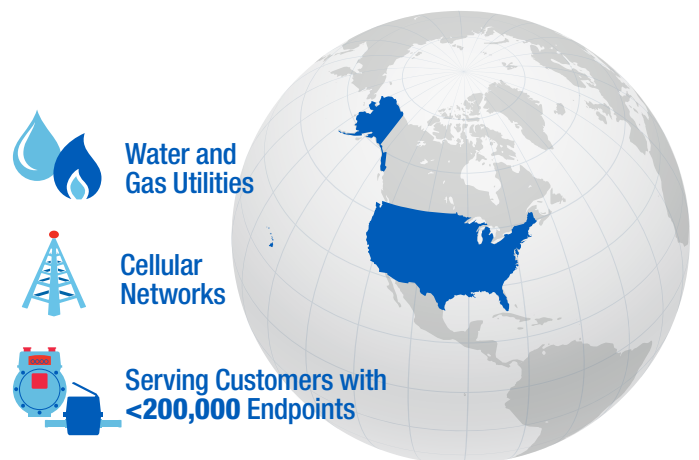 Water and
Gas Utilities
Cellular
Networks
Serving Customers with
<200,000 Endpoints